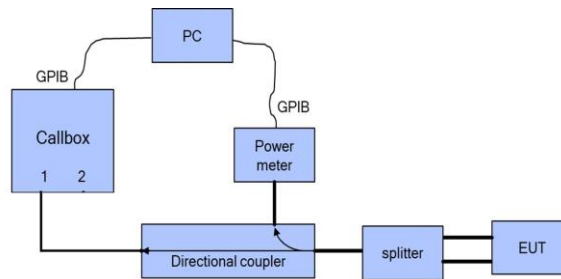 PC
GPIB
GPIB
Callbox
1 2
Power
meter
Directional coupler
splitter
EUT